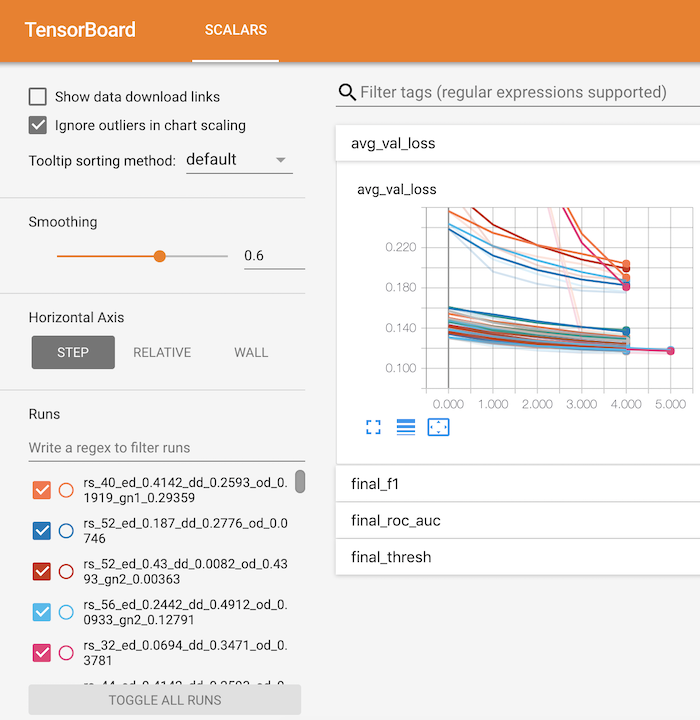 TensorBoard
SCALARS
Show data download links
Ignore outliers in chart scaling
Tooltip sorting method: default
Smoothing
0.6
Horizontal Axis
STEP RELATIVE WALL
Runs
Write a regex to filter runs
rs_40_ed_0.4142_dd_0.2593_od_0.
1919_gn1_0.29359
rs_52_ed_0.187_dd_0.2776_od_0.0
746
rs_52_ed_0.43_dd_0.0082_od_0.43
93_gn2_0.00363
rs_56_ed_0.2442_dd_0.4912_od_0.
0933_gn2_0.12791
rs_32_ed_0.0694_dd_0.3471_od_0.
3781
TOGGLE ALL RUNS
Filter tags (regular expressions supported)
avg_val_loss
avg_val_loss
0.220
0.180
0.140
0.100
0.000 1.000 2.000 3.000 4.000 5.000
final_f1
final_roc_auc
final_thresh